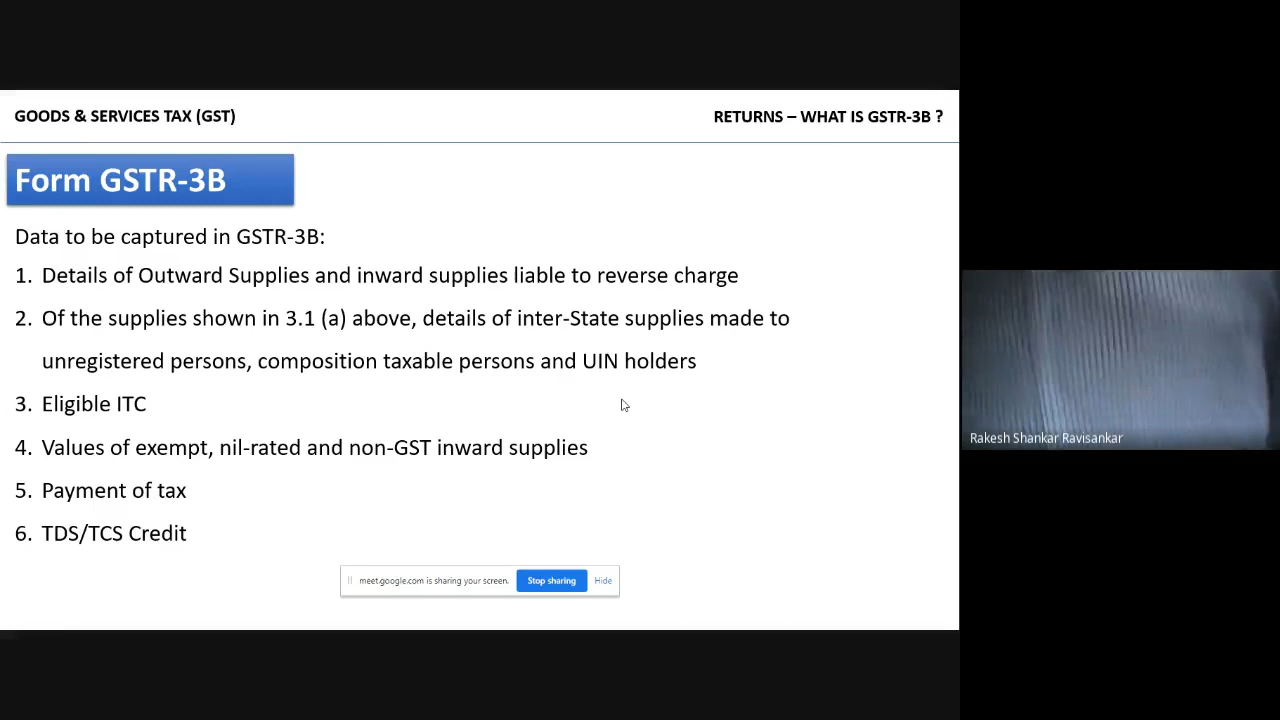 GOODS & SERVICES TAX (GST)
RETURNS – WHAT IS GSTR-3B ?
Form GSTR-3B
Data to be captured in GSTR-3B:
1. Details of Outward Supplies and inward supplies liable to reverse charge
2. Of the supplies shown in 3.1 (a) above, details of inter-State supplies made to
unregistered persons, composition taxable persons and UIN holders
3. Eligible ITC
4. Values of exempt, nil-rated and non-GST inward supplies
5. Payment of tax
6. TDS/TCS Credit
meet.google.com is sharing your screen. Stop sharing Hide
Rakesh Shankar Ravisankar